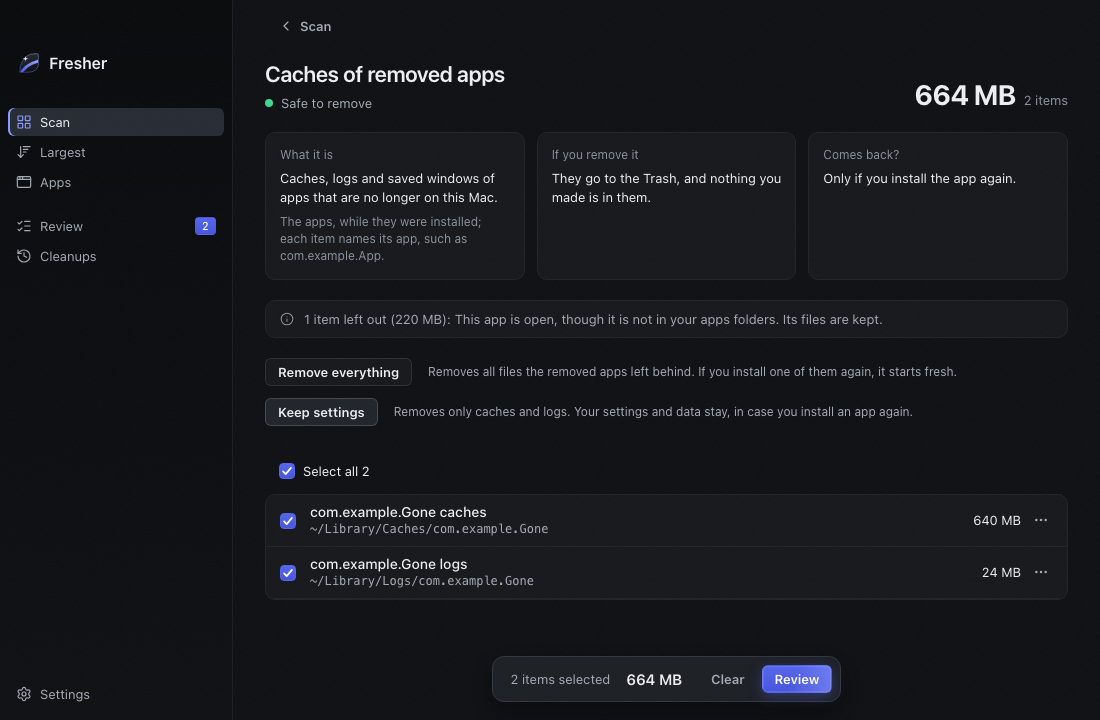 Scan
Fresher
Scan
Largest
Apps
Review
2
Cleanups
Settings
Caches of removed apps
Safe to remove
664 MB 2 items
What it is
Caches, logs and saved windows of
apps that are no longer on this Mac.
The apps, while they were installed;
each item names its app, such as
com.example.App.
If you remove it
They go to the Trash, and nothing you
made is in them.
Comes back?
Only if you install the app again.
1 item left out (220 MB): This app is open, though it is not in your apps folders. Its files are kept.
Remove everything
Removes all files the removed apps left behind. If you install one of them again, it starts fresh.
Keep settings
Removes only caches and logs. Your settings and data stay, in case you install an app again.
Select all 2
com.example.Gone caches
~/Library/Caches/com.example.Gone
640 MB
com.example.Gone logs
~/Library/Logs/com.example.Gone
24 MB
2 items selected 664 MB Clear Review